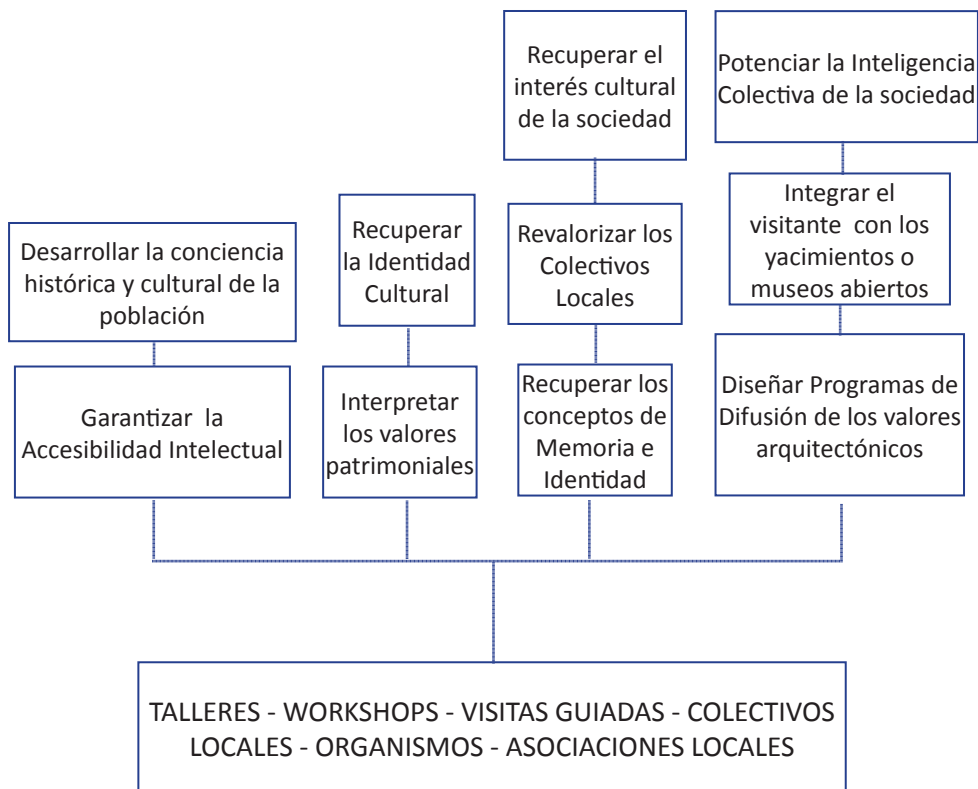 Recuperar el
interés cultural
de la sociedad
Potenciar la Inteligencia
Colectiva de la sociedad
Desarrollar la conciencia
histórica y cultural de la
población
Recuperar
la Identidad
Cultural
Revalorizar los
Colectivos
Locales
Integrar el
visitante con los
yacimientos o
museos abiertos
Garantizar la
Accesibilidad Intelectual
Interpretar
los valores
patrimoniales
Recuperar los
conceptos de
Memoria e
Identidad
Diseñar Programas de
Difusión de los valores
arquitectónicos
TALLERES - WORKSHOPS - VISITAS GUIADAS - COLECTIVOS
LOCALES - ORGANISMOS - ASOCIACIONES LOCALES